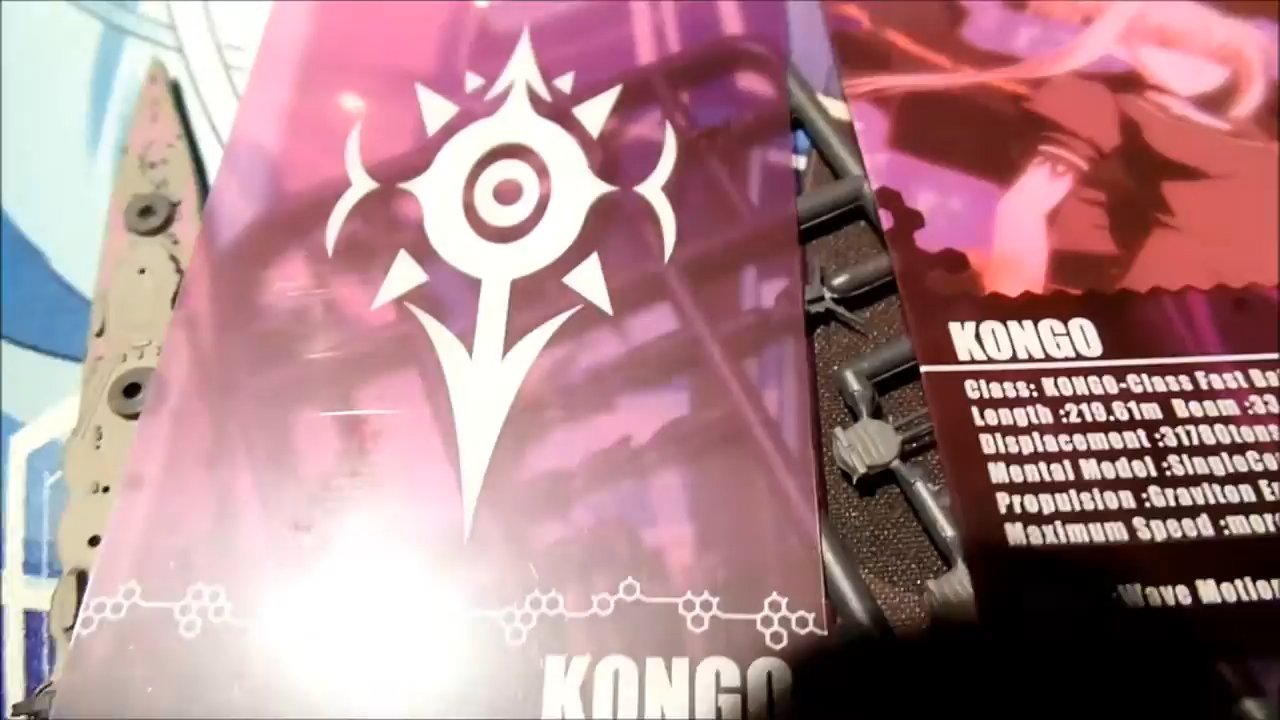 KONGO
Class: KONGO-Class Fast
Length :219.61m Beam :33
Displacement :31780tons
Mental Model
Propulsion :Graviton
Maximum Speed
Wave Motion
KONGO